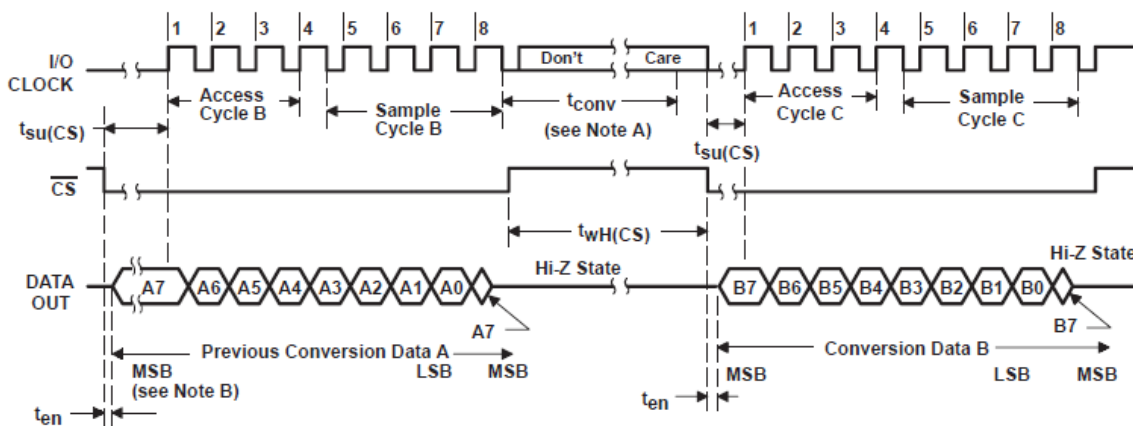 1 2 3 4 5 6 7 8 1 2 3 4 5 6 7 8
I/O
CLOCK
Don't Care
Access
Cycle B
Sample
Cycle B
tconv
(see Note A)
Access
Cycle C
Sample
Cycle C
tsu(CS)
tsu(CS)
CS
twH(CS)
Hi-Z State
Hi-Z State
DATA
OUT
A7 A6 A5 A4 A3 A2 A1 A0
B7 B6 B5 B4 B3 B2 B1 B0
A7
B7
Previous Conversion Data A
Conversion Data B
MSB LSB MSB
(see Note B)
MSB LSB MSB
ten
ten